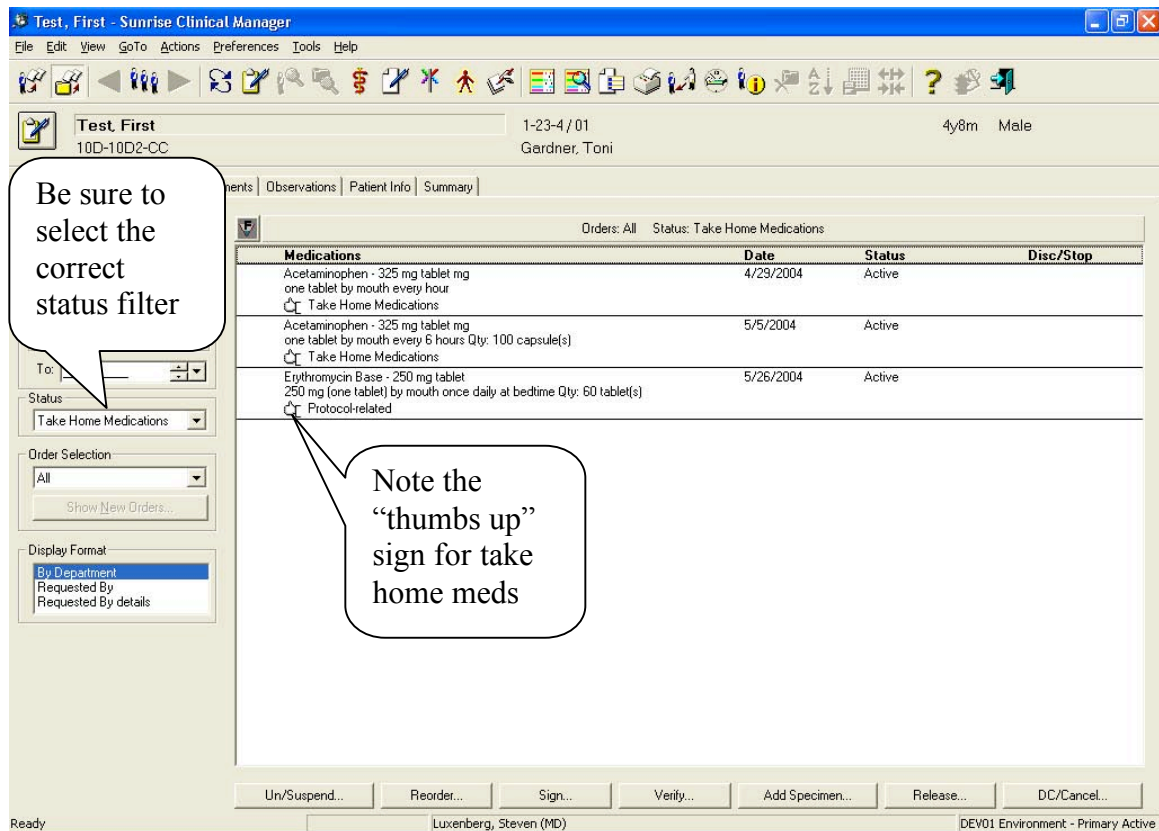 Test, First - Sunrise Clinical Manager
File Edit View GoTo Actions Preferences Tools Help
Test, First 1-23-4 / 01 4y8m Male
10D-10D2-CC Gardner, Toni
ments Observations Patient Info Summary
Be sure to
select the
correct
status filter
Orders: All Status: Take Home Medications
Medications Date Status Disc/Stop
Acetaminophen - 325 mg tablet mg 4/29/2004 Active
one tablet by mouth every hour
Take Home Medications
Acetaminophen - 325 mg tablet mg 5/5/2004 Active
one tablet by mouth every 6 hours Qty: 100 capsule(s)
Take Home Medications
Erythromycin Base - 250 mg tablet 5/26/2004 Active
250 mg (one tablet) by mouth once daily at bedtime Qty: 60 tablet(s)
Protocol-related
To:
Status
Take Home Medications
Order Selection
All
Show New Orders...
Display Format
By Department
Requested By
Requested By details
Note the
“thumbs up”
sign for take
home meds
Un/Suspend... Reorder... Sign... Verify... Add Specimen... Release... DC/Cancel...
Ready Luxenberg, Steven (MD) DEV01 Environment - Primary Active